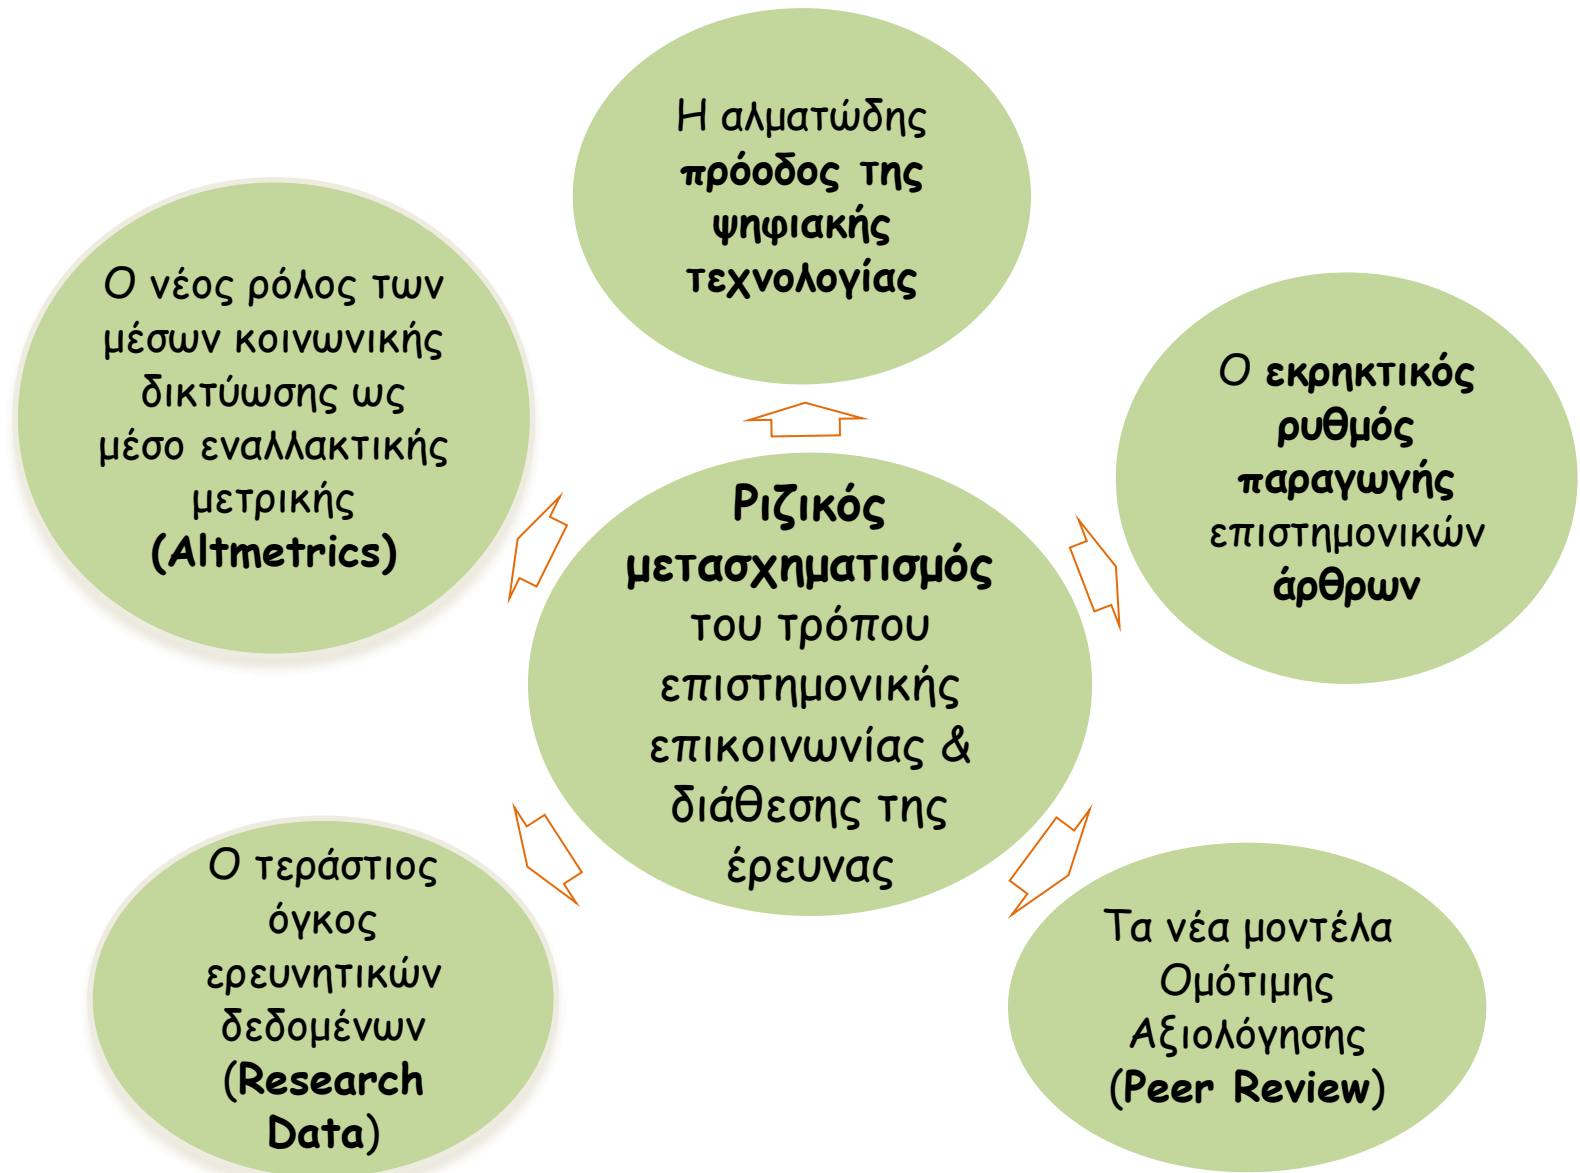 Η αλματώδης
πρόοδος της
ψηφιακής
τεχνολογίας
Ο νέος ρόλος των
μέσων κοινωνικής
δικτύωσης ως
μέσο εναλλακτικής
μετρικής
(Altmetrics)
Ο εκρηκτικός
ρυθμός
παραγωγής
επιστημονικών
άρθρων
Ριζικός
μετασχηματισμός
του τρόπου
επιστημονικής
επικοινωνίας &
διάθεσης της
έρευνας
Ο τεράστιος
όγκος
ερευνητικών
δεδομένων
(Research
Data)
Τα νέα μοντέλα
Ομότιμης
Αξιολόγησης
(Peer Review)